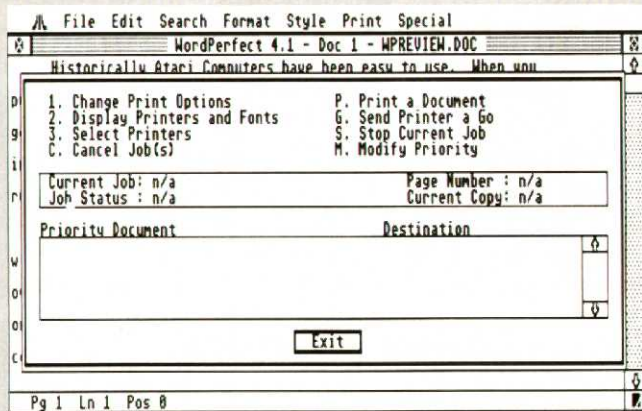 File Edit Search Format Style Print Special
WordPerfect 4.1 - Doc 1 - WPREVIEW.DOC
Historically Atari Computers have been easy to use. When you
1. Change Print Options P. Print a Document
2. Display Printers and Fonts G. Send Printer a Go
3. Select Printers S. Stop Current Job
C. Cancel Job(s) M. Modify Priority
Current Job: n/a Page Number : n/a
Job Status : n/a Current Copy: n/a
Priority Document Destination
Exit
Pg 1 Ln 1 Pos 0